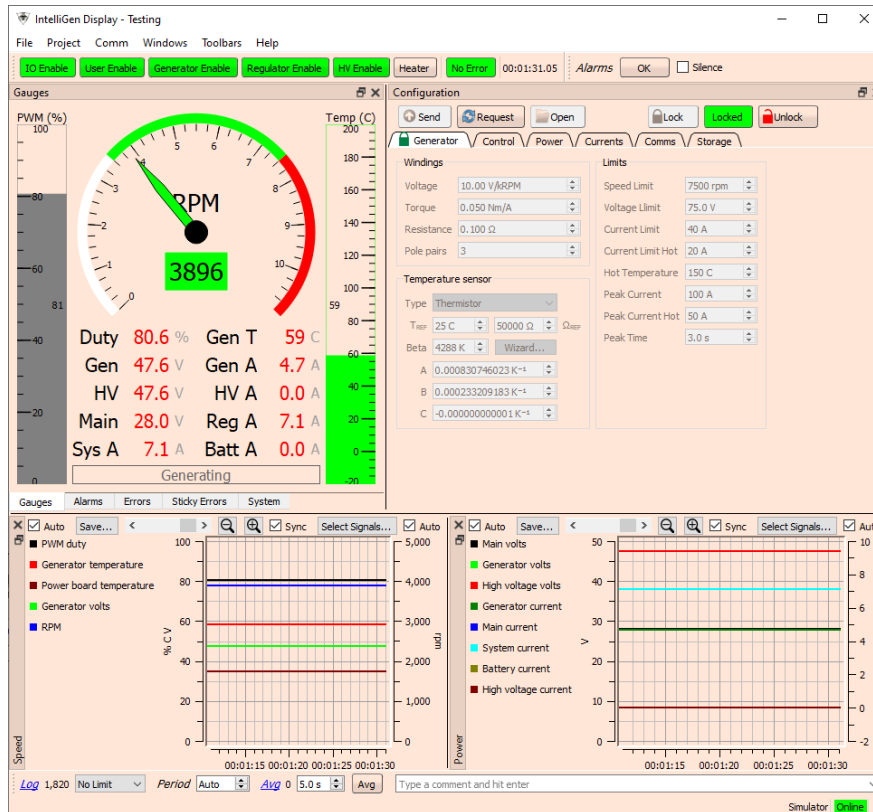 IntelliGen Display - Testing
File Project Comm Windows Toolbars Help
IO Enable User Enable Generator Enable Regulator Enable HV Enable Heater No Error 00:01:31.05 Alarms OK Silence
Gauges
PWM (%)
100
80
60
40
20
0
81
0
1
2
3
4
5
6
7
8
9
10
RPM
3896
Temp (C)
200
180
160
140
120
100
80
60
40
20
0
-20
59
Duty 80.6 % Gen T 59 C
Gen 47.6 V Gen A 4.7 A
HV 47.6 V HV A 0.0 A
Main 28.0 V Reg A 7.1 A
Sys A 7.1 A Batt A 0.0 A
Generating
Gauges Alarms Errors Sticky Errors System
Configuration
Send Request Open Lock Locked Unlock
Generator Control Power Currents Comms Storage
Windings
Voltage 10.00 V/kRPM
Torque 0.050 Nm/A
Resistance 0.100 Ω
Pole pairs 3
Temperature sensor
Type Thermistor
TREF 25 C 50000 Ω ΩREF
Beta 4288 K Wizard...
A 0.000830746023 K⁻¹
B 0.000233209183 K⁻¹
C -0.000000000001 K⁻¹
Limits
Speed Limit 7500 rpm
Voltage Llimit 75.0 V
Current Limit 40 A
Current Limit Hot 20 A
Hot Temperature 150 C
Peak Current 100 A
Peak Current Hot 50 A
Peak Time 3.0 s
Auto Save... < > Sync Select Signals... Auto
PWM duty
Generator temperature
Power board temperature
Generator volts
RPM
100
80
60
40
20
0
% C V
5,000
4,000
3,000
2,000
1,000
0
rpm
00:01:15 00:01:20 00:01:25 00:01:30
Speed
Auto Save... < > Sync Select Signals... Aut
Main volts
Generator volts
High voltage volts
Generator current
Main current
System current
Battery current
High voltage current
50
40
30
20
10
0
V
10
8
6
4
2
0
-2
00:01:15 00:01:20 00:01:25 00:01:30
Power
Log 1,820 No Limit Period Auto Avg 0 5.0 s Avg Type a comment and hit enter
Simulator Online